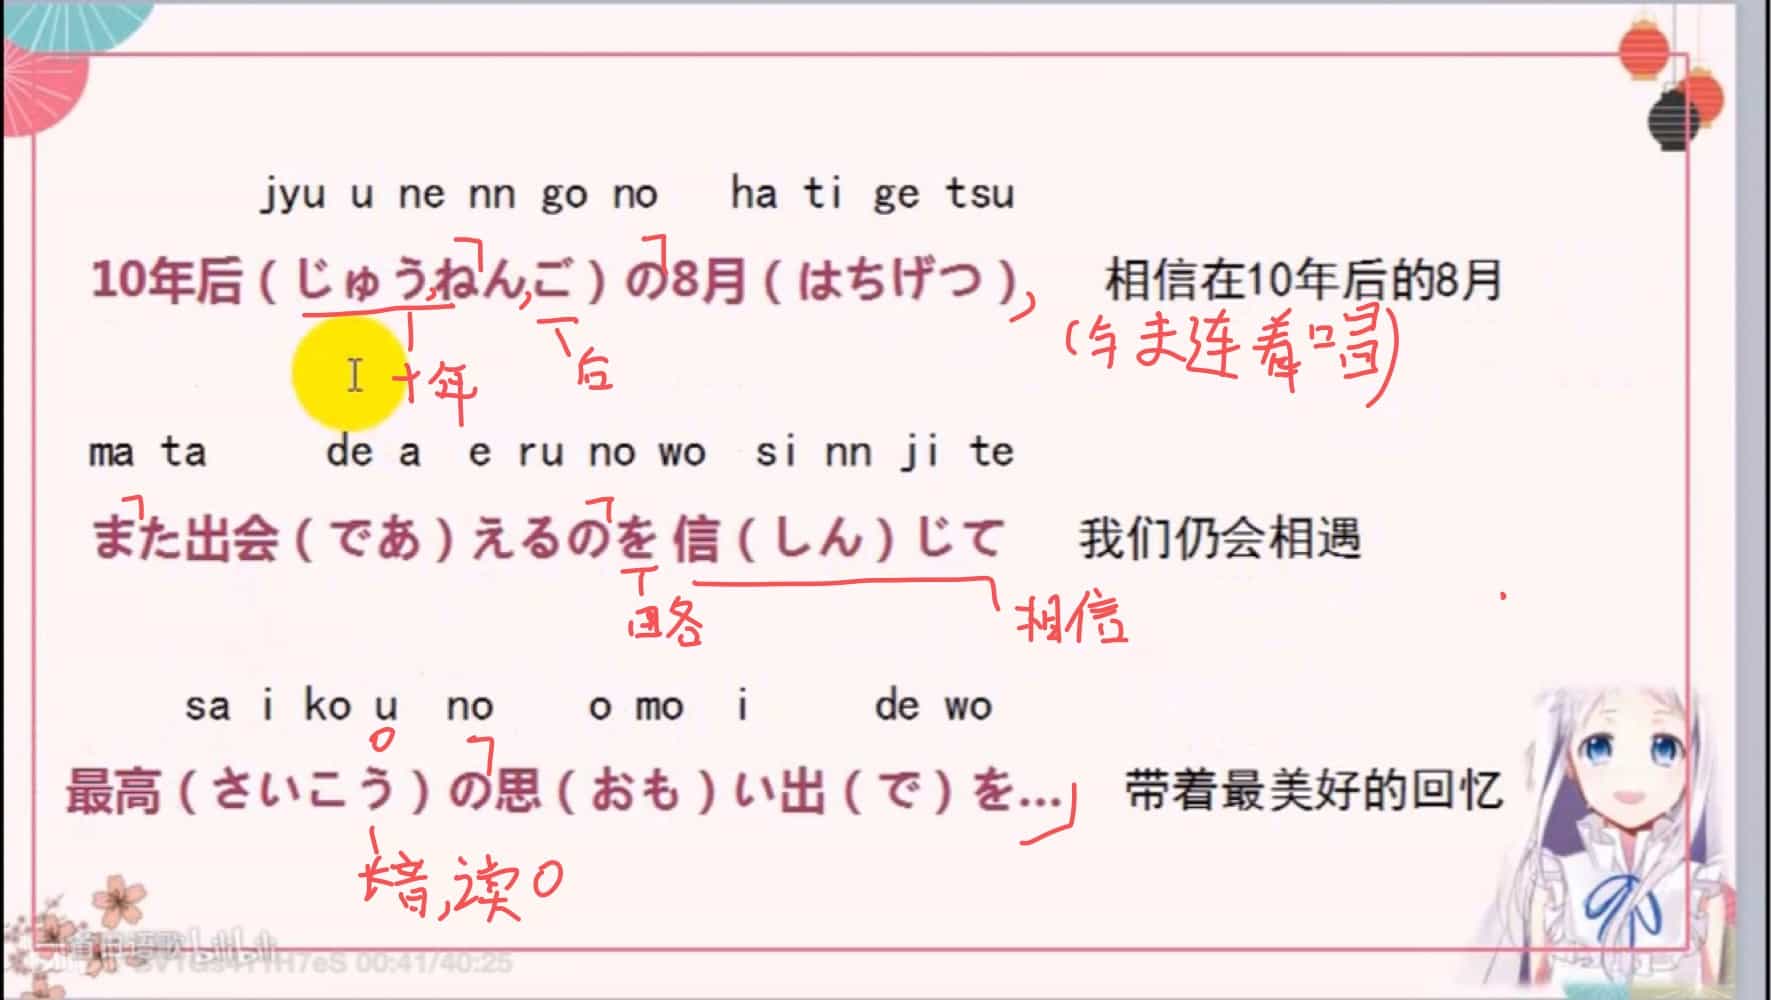 jyu u ne nn go no ha ti ge tsu
10年后（じゅうねんご）の8月（はちげつ）, 相信在10年后的8月
十年 后 (与夫连着唱)
ma ta de a e ru no wo si nn ji te
また出会（であ）えるのを信（しん）じて 我们仍会相遇
略 相信
sa i ko u no o mo i de wo
o
最高（さいこう）の思（おも）い出（で）を... 带着最美好的回忆
长音,读o
bilibili
00:41/40:25